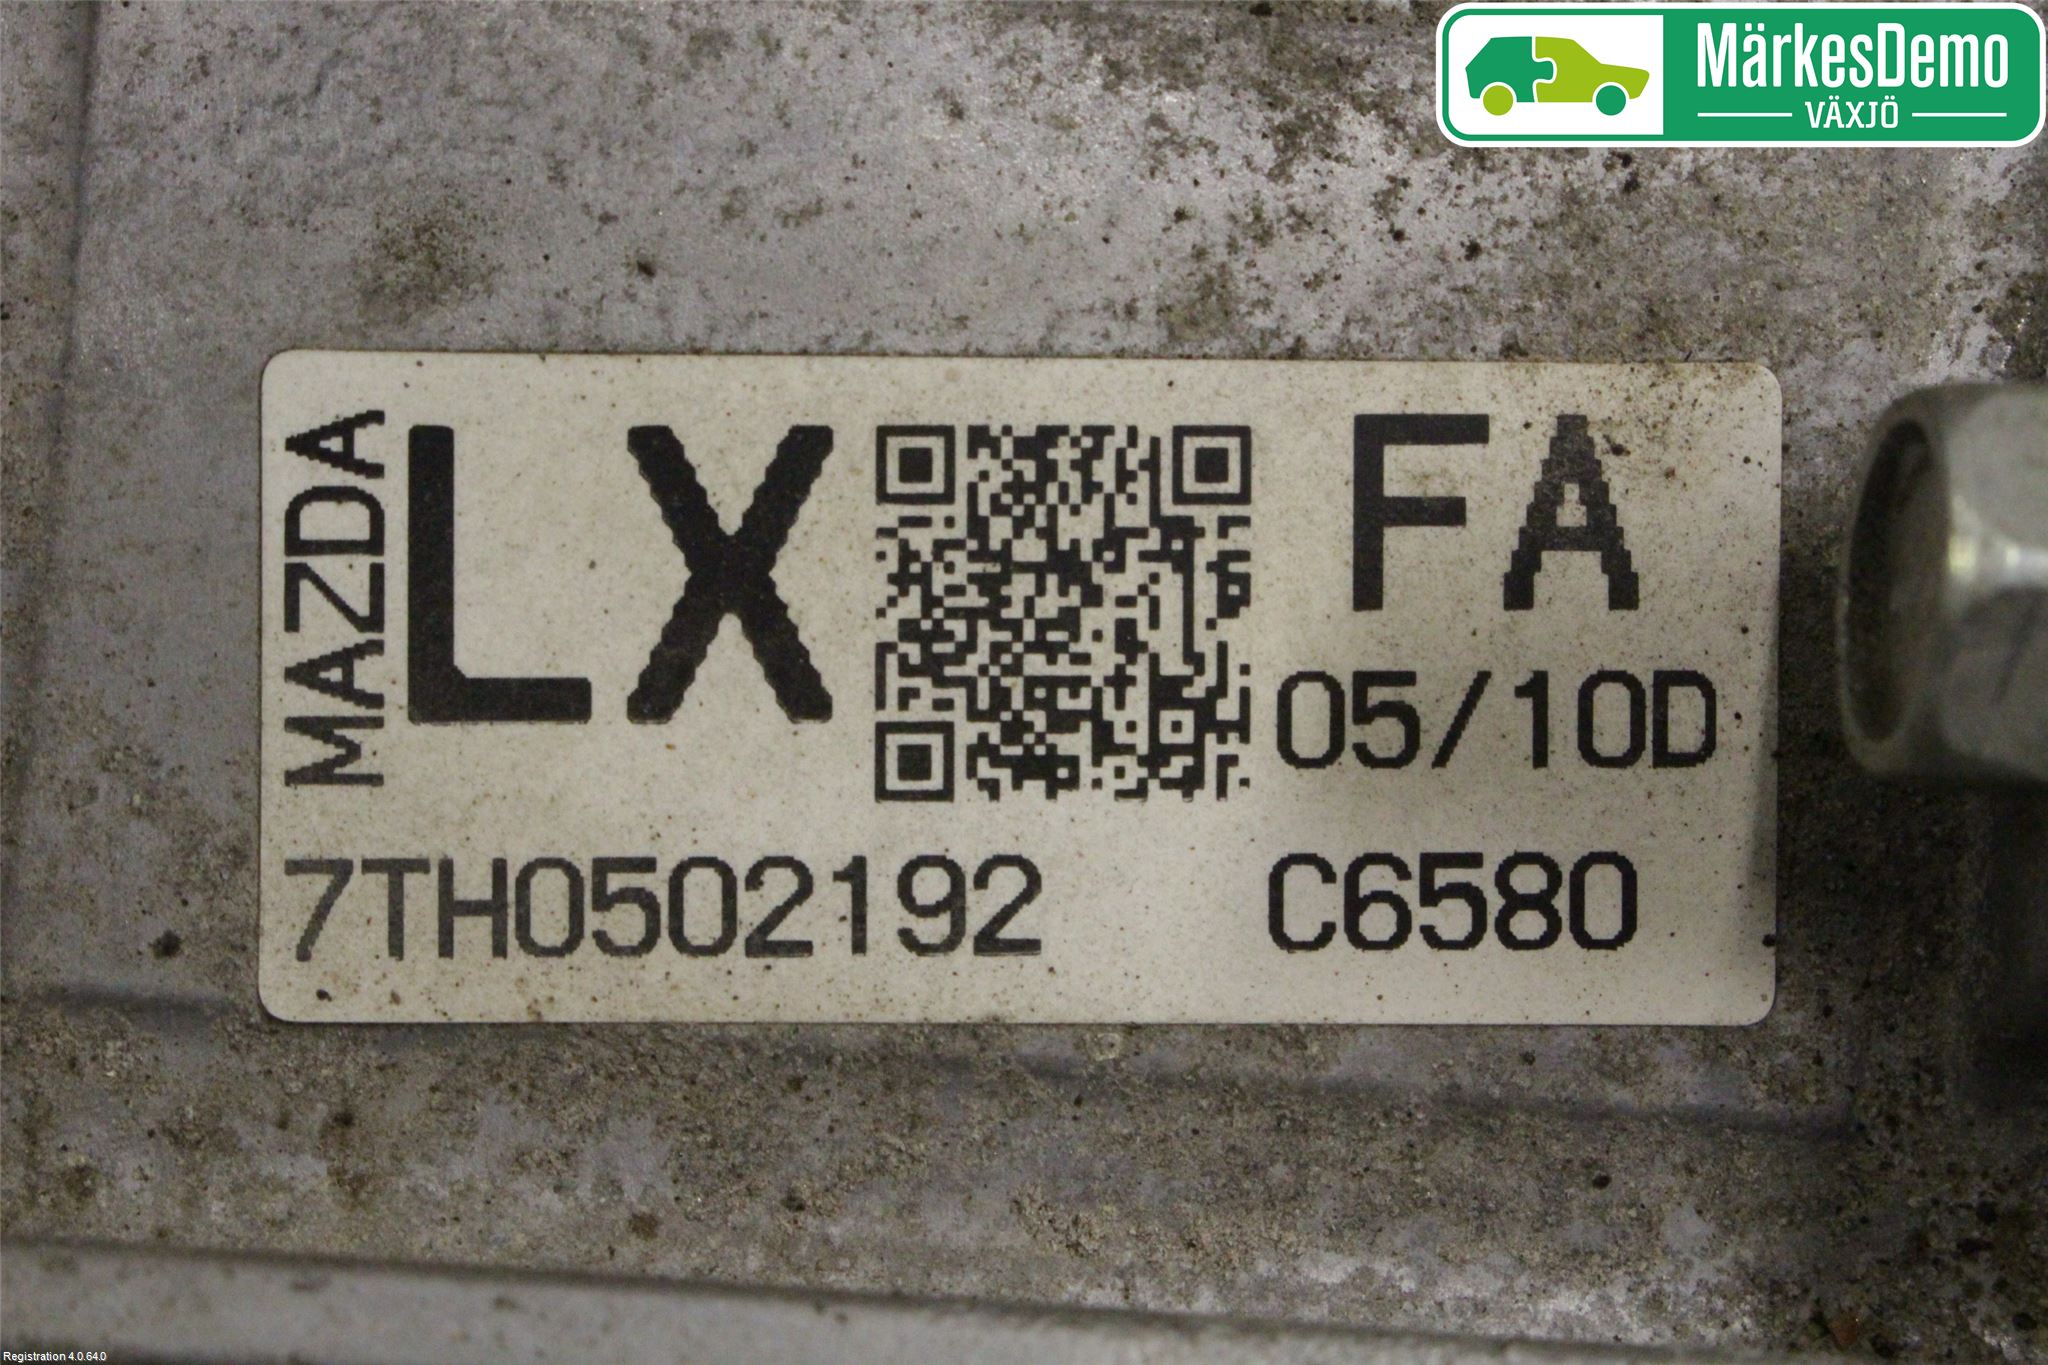 MärkesDemo
VÄXJÖ
MAZDA
LX
FA
05/10D
7TH0502192
C6580
Registration 4.0.64.0